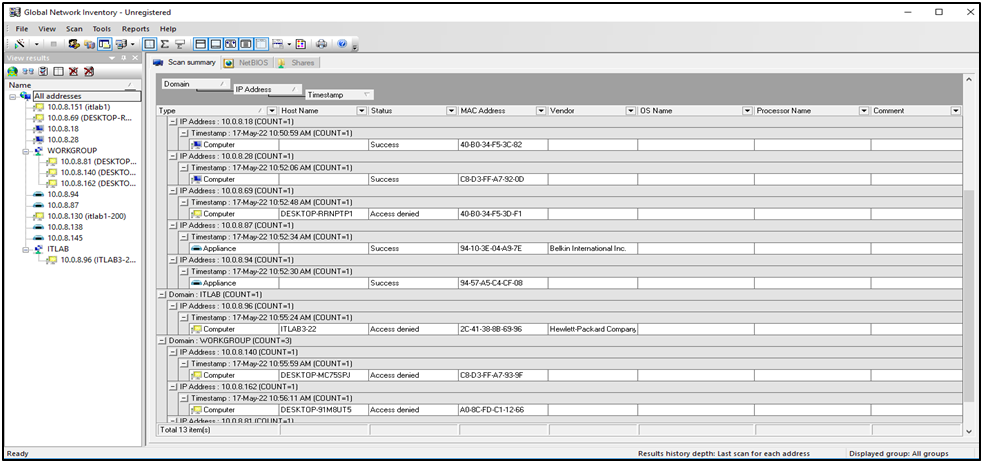 Global Network Inventory - Unregistered
File View Scan Tools Reports Help
View results
Name
All addresses
10.0.8.151 (itlab1)
10.0.8.69 (DESKTOP-R...
10.0.8.18
10.0.8.28
WORKGROUP
10.0.8.81 (DESKTOP...
10.0.8.140 (DESKTO...
10.0.8.162 (DESKTO...
10.0.8.94
10.0.8.87
10.0.8.130 (itlab1-200)
10.0.8.138
10.0.8.145
ITLAB
10.0.8.96 (ITLAB3-2...
Scan summary NetBIOS Shares
Domain
IP Address
Timestamp
Type Host Name Status MAC Address Vendor OS Name Processor Name Comment
IP Address : 10.0.8.18 (COUNT=1)
Timestamp : 17-May-22 10:50:59 AM (COUNT=1)
Computer Success 40-B0-34-F5-3C-82
IP Address : 10.0.8.28 (COUNT=1)
Timestamp : 17-May-22 10:52:06 AM (COUNT=1)
Computer Success C8-D3-FF-A7-92-0D
IP Address : 10.0.8.69 (COUNT=1)
Timestamp : 17-May-22 10:52:48 AM (COUNT=1)
Computer DESKTOP-RRNPTP1 Access denied 40-B0-34-F5-3D-F1
IP Address : 10.0.8.87 (COUNT=1)
Timestamp : 17-May-22 10:52:34 AM (COUNT=1)
Appliance Success 94-10-3E-04-A9-7E Belkin International Inc.
IP Address : 10.0.8.94 (COUNT=1)
Timestamp : 17-May-22 10:52:30 AM (COUNT=1)
Appliance Success 94-57-A5-C4-CF-08
Domain : ITLAB (COUNT=1)
IP Address : 10.0.8.96 (COUNT=1)
Timestamp : 17-May-22 10:55:24 AM (COUNT=1)
Computer ITLAB3-22 Access denied 2C-41-38-8B-69-96 Hewlett-Packard Company
Domain : WORKGROUP (COUNT=3)
IP Address : 10.0.8.140 (COUNT=1)
Timestamp : 17-May-22 10:55:59 AM (COUNT=1)
Computer DESKTOP-MC75SPJ Access denied C8-D3-FF-A7-93-9F
IP Address : 10.0.8.162 (COUNT=1)
Timestamp : 17-May-22 10:56:11 AM (COUNT=1)
Computer DESKTOP-91M8UT5 Access denied A0-8C-FD-C1-12-66
IP Address : 10.0.8.81 (COUNT=1)
Total 13 item(s)
Ready
Results history depth: Last scan for each address
Displayed group: All groups